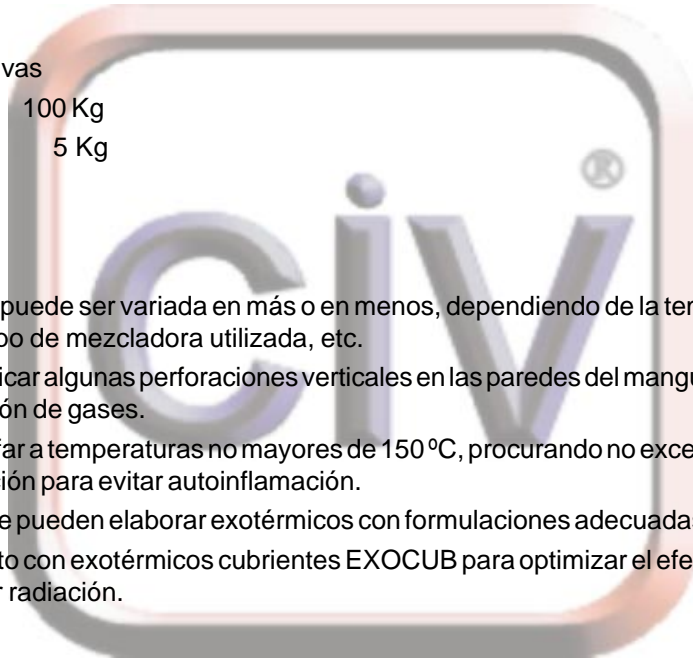 vas
100 Kg
5 Kg
®
civ
puede ser variada en más o en menos, dependiendo de la ter
po de mezcladora utilizada, etc.
icar algunas perforaciones verticales en las paredes del mangu
ón de gases.
far a temperaturas no mayores de 150 ºC, procurando no exce
ción para evitar autoinflamación.
e pueden elaborar exotérmicos con formulaciones adecuadas
to con exotérmicos cubrientes EXOCUB para optimizar el efe
r radiación.